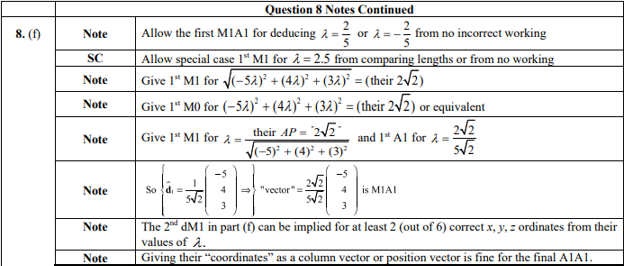 Question 8 Notes Continued
8. (f) Note Allow the first M1A1 for deducing λ = 2/5 or λ = −2/5 from no incorrect working
SC Allow special case 1st M1 for λ = 2.5 from comparing lengths or from no working
Note Give 1st M1 for √((−5λ)² + (4λ)² + (3λ)²) = (their 2√2)
Note Give 1st M0 for (−5λ)² + (4λ)² + (3λ)² = (their 2√2) or equivalent
Note Give 1st M1 for λ = their AP = "2√2" / √((−5)² + (4)² + (3)²) and 1st A1 for λ = 2√2/5√2
Note So { d̂₁ = 1/5√2 (−5 4 3) ⇒ } "vector" = 2√2/5√2 (−5 4 3) is M1A1
Note The 2nd dM1 in part (f) can be implied for at least 2 (out of 6) correct x, y, z ordinates from their
values of λ.
Note Giving their "coordinates" as a column vector or position vector is fine for the final A1A1.